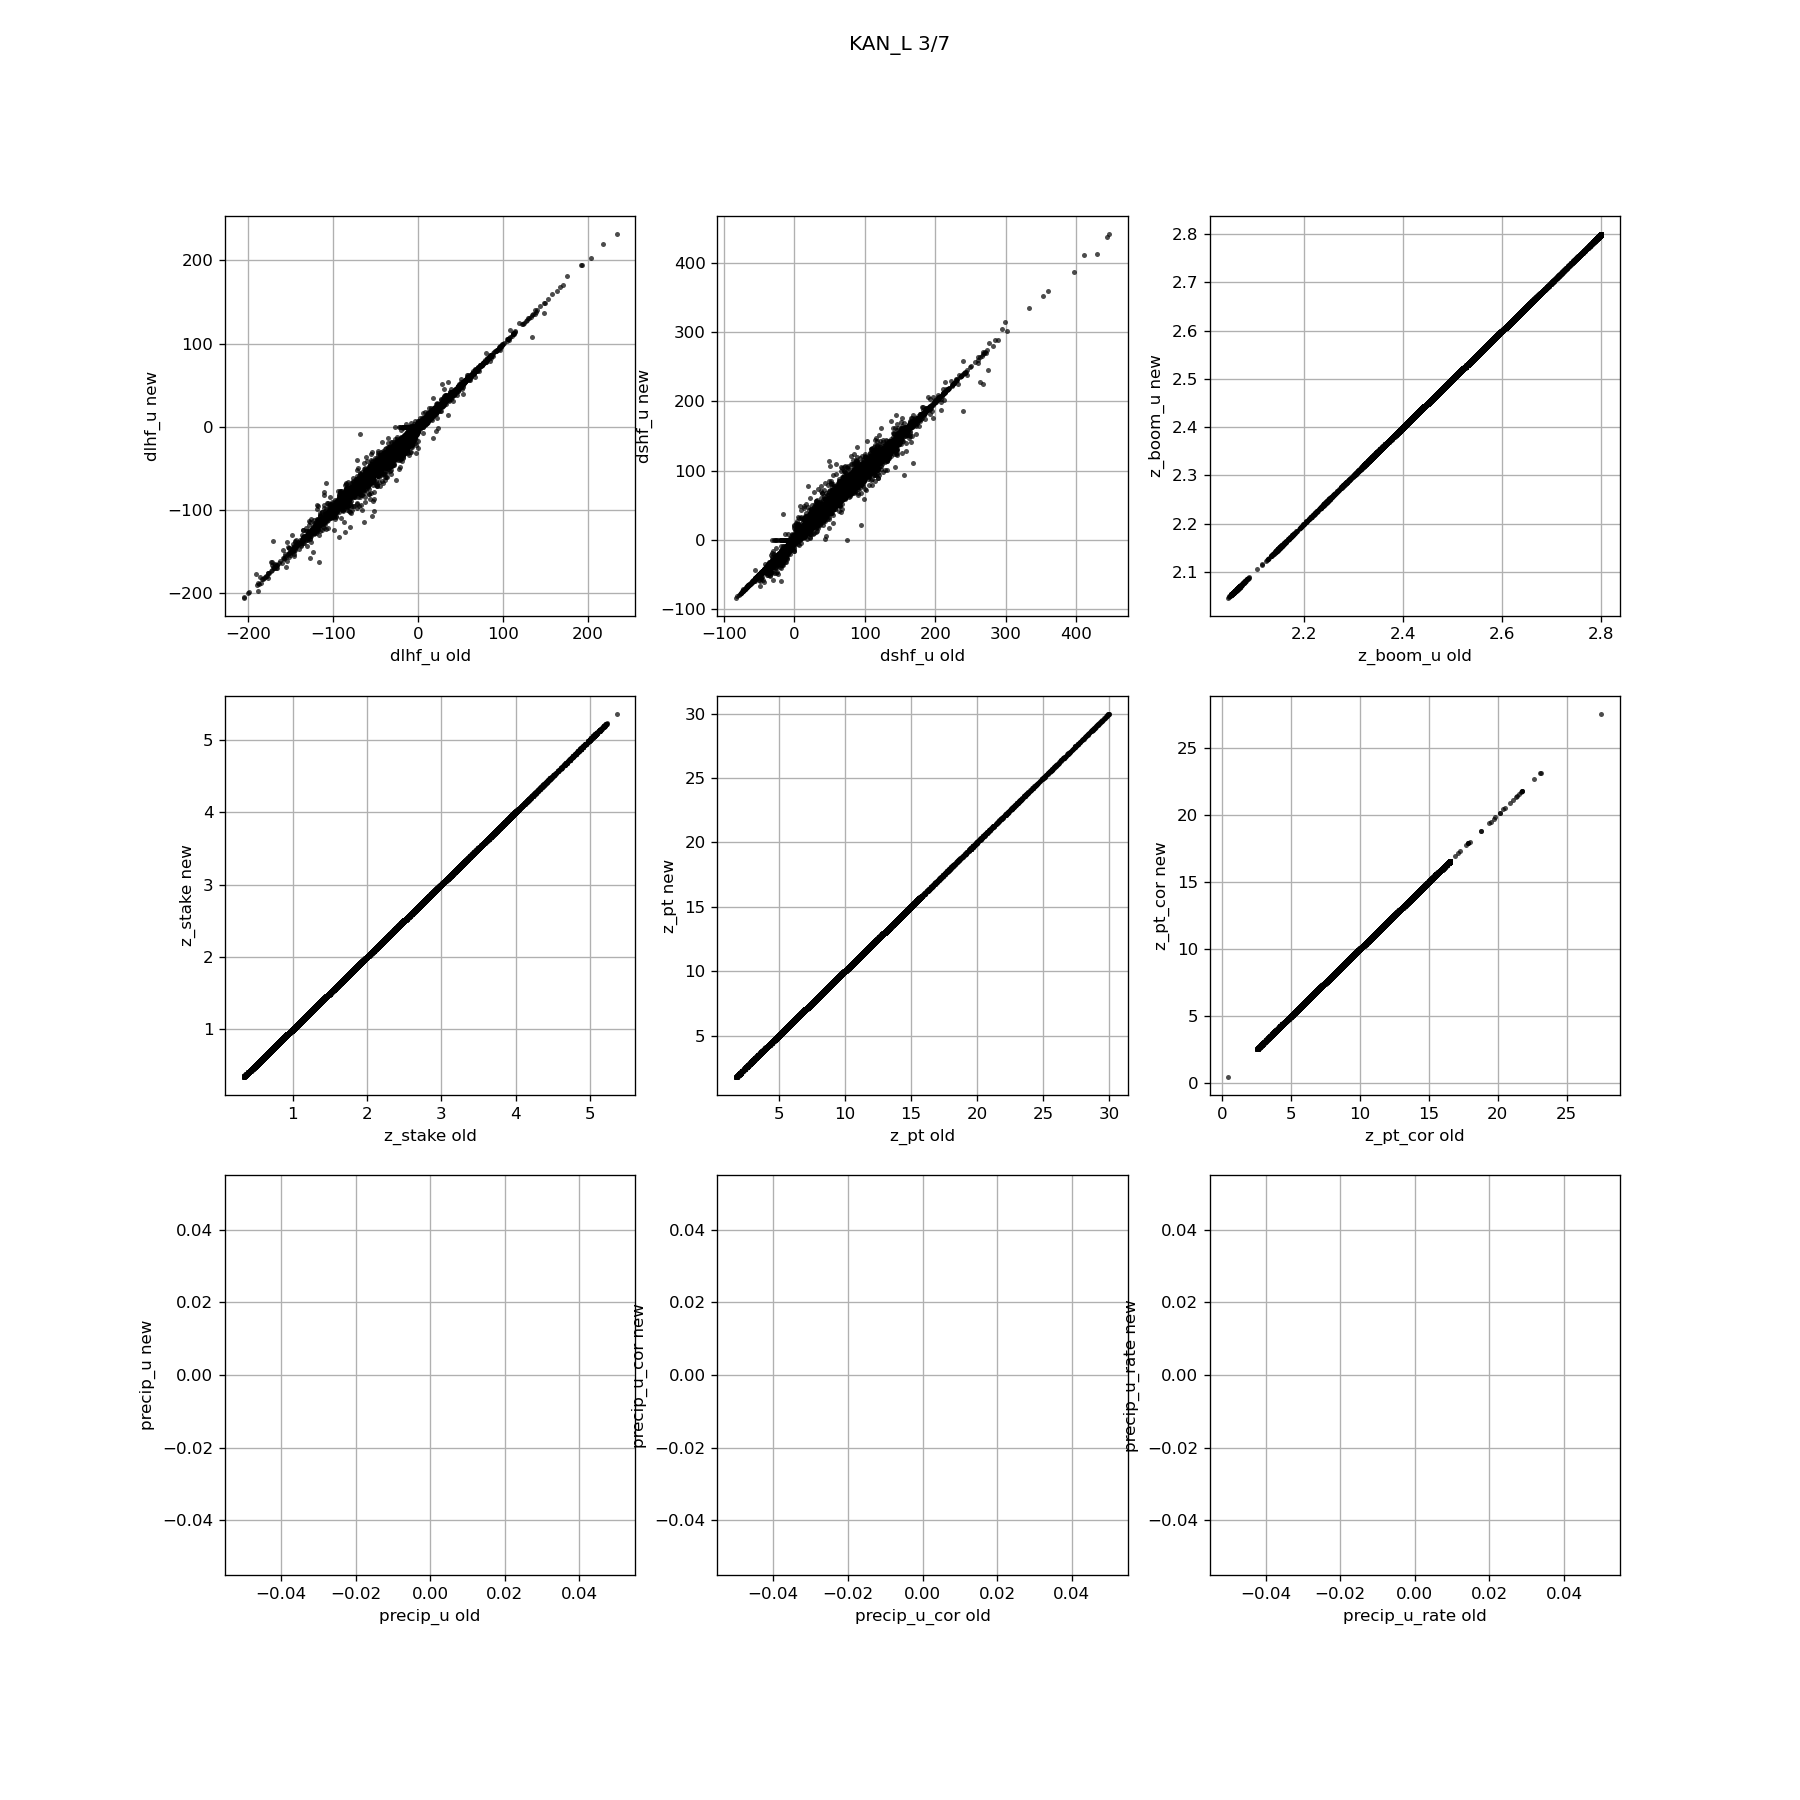 KAN_L 3/7
200
100
0
−100
−200
dlhf_u new
−200 −100 0 100 200
dlhf_u old
400
300
200
100
0
−100
dshf_u new
−100 0 100 200 300 400
dshf_u old
2.8
2.7
2.6
2.5
2.4
2.3
2.2
2.1
z_boom_u new
2.2 2.4 2.6 2.8
z_boom_u old
5
4
3
2
1
z_stake new
1 2 3 4 5
z_stake old
30
25
20
15
10
5
z_pt new
5 10 15 20 25 30
z_pt old
25
20
15
10
5
0
z_pt_cor new
0 5 10 15 20 25
z_pt_cor old
0.04
0.02
0.00
−0.02
−0.04
precip_u new
−0.04 −0.02 0.00 0.02 0.04
precip_u old
0.04
0.02
0.00
−0.02
−0.04
precip_u_cor new
−0.04 −0.02 0.00 0.02 0.04
precip_u_cor old
0.04
0.02
0.00
−0.02
−0.04
precip_u_rate new
−0.04 −0.02 0.00 0.02 0.04
precip_u_rate old